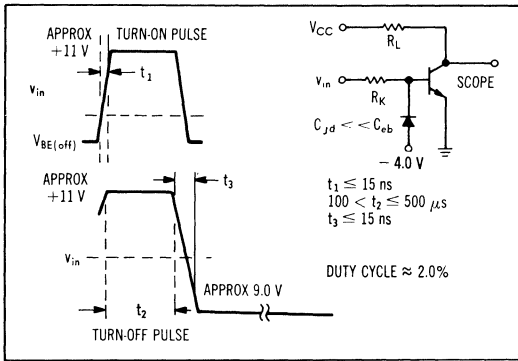 APPROX
+11 V
TURN-ON PULSE
t₁
Vin
VBE(off)
APPROX
+11 V
t₃
Vin
APPROX 9.0 V
t₂
TURN-OFF PULSE
VCC
RL
SCOPE
Vin
RK
Cjd << Ceb
− 4.0 V
t₁ ≤ 15 ns
100 < t₂ ≤ 500 μs
t₃ ≤ 15 ns
DUTY CYCLE ≈ 2.0%